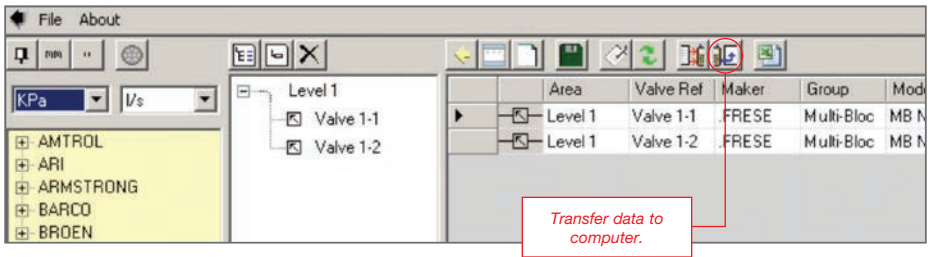 File About
mm "
KPa l/s
AMTROL
ARI
ARMSTRONG
BARCO
BROEN
Level 1
Valve 1-1
Valve 1-2
Area Valve Ref Maker Group Mod
Level 1 Valve 1-1 .FRESE Multi-Bloc MB N
Level 1 Valve 1-2 .FRESE Multi-Bloc MB N
Transfer data to
computer.